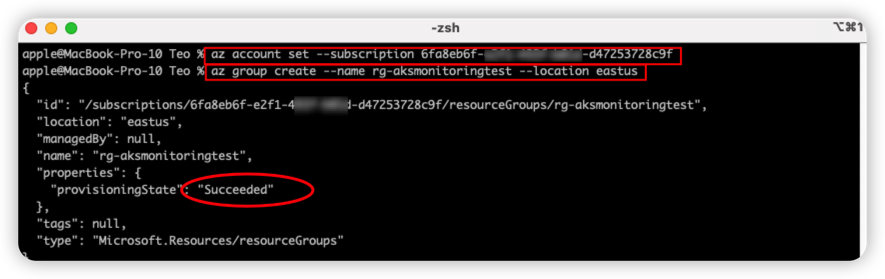 -zsh
⌥⌘1
apple@MacBook-Pro-10 Teo % az account set --subscription 6fa8eb6f- -d47253728c9f
apple@MacBook-Pro-10 Teo % az group create --name rg-aksmonitoringtest --location eastus
{
"id": "/subscriptions/6fa8eb6f-e2f1-4 d-d47253728c9f/resourceGroups/rg-aksmonitoringtest",
"location": "eastus",
"managedBy": null,
"name": "rg-aksmonitoringtest",
"properties": {
"provisioningState": "Succeeded"
},
"tags": null,
"type": "Microsoft.Resources/resourceGroups"
}